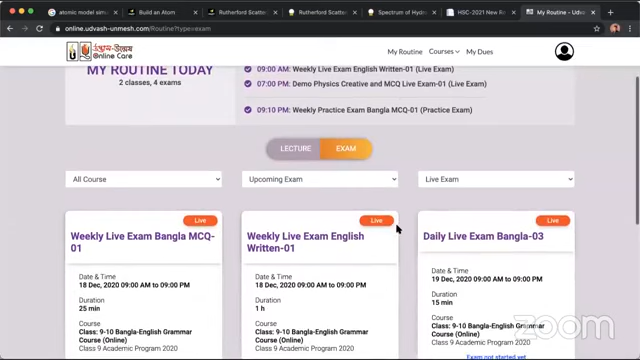 atomic model simu
Build an Atom
Rutherford Scatte
Rutherford Scatte
Spectrum of Hydr
HSC-2021 New R
My Routine - Udv
online.udvash-unmesh.com/Routine?type=exam
উদ্ভাস-উন্মেষ
Online Care
My Routine
Courses
My Dues
MY ROUTINE TODAY
2 classes, 4 exams
09:00 AM: Weekly Live Exam English Written-01 (Live Exam)
07:00 PM: Demo Physics Creative and MCQ Live Exam-01 (Live Exam)
09:10 PM: Weekly Practice Exam Bangla MCQ-01 (Practice Exam)
LECTURE
EXAM
All Course
Upcoming Exam
Live Exam
Live
Weekly Live Exam Bangla MCQ-
01
Date & Time
18 Dec, 2020 09:00 AM to 09:00 PM
Duration
25 min
Course
Class: 9-10 Bangla-English Grammar
Course (Online)
Class 9 Academic Program 2020
Live
Weekly Live Exam English
Written-01
Date & Time
18 Dec, 2020 09:00 AM to 09:00 PM
Duration
1 h
Course
Class: 9-10 Bangla-English Grammar
Course (Online)
Class 9 Academic Program 2020
Live
Daily Live Exam Bangla-03
Date & Time
19 Dec, 2020 09:00 AM to 09:00 PM
Duration
15 min
Course
Class: 9-10 Bangla-English Grammar
Course (Online)
Class 9 Academic Program 2020
Exam not started yet
zoom